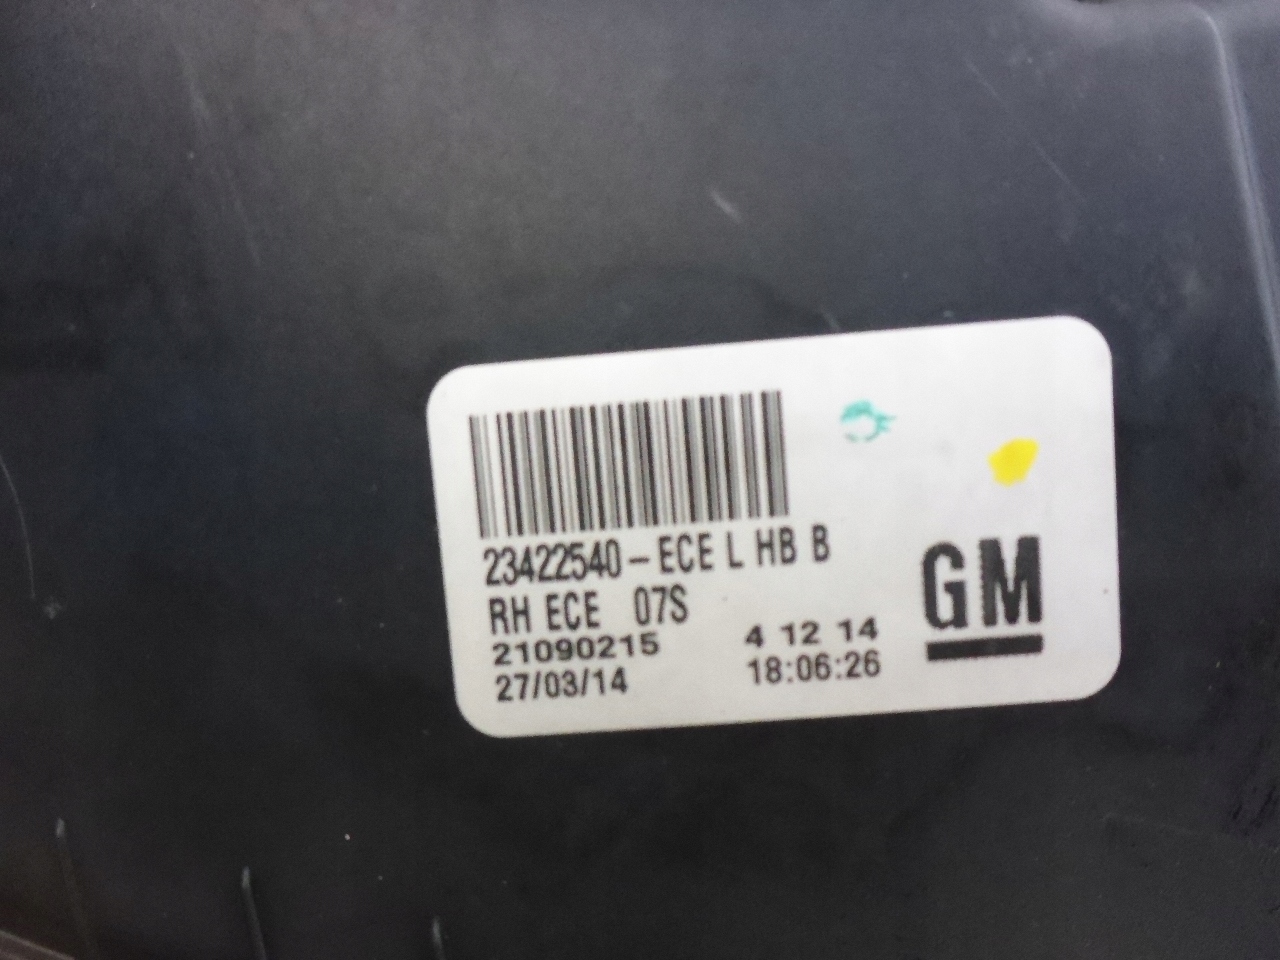 23422540-ECE L HB B
RH ECE 07S
21090215 4 12 14
27/03/14 18:06:26
GM